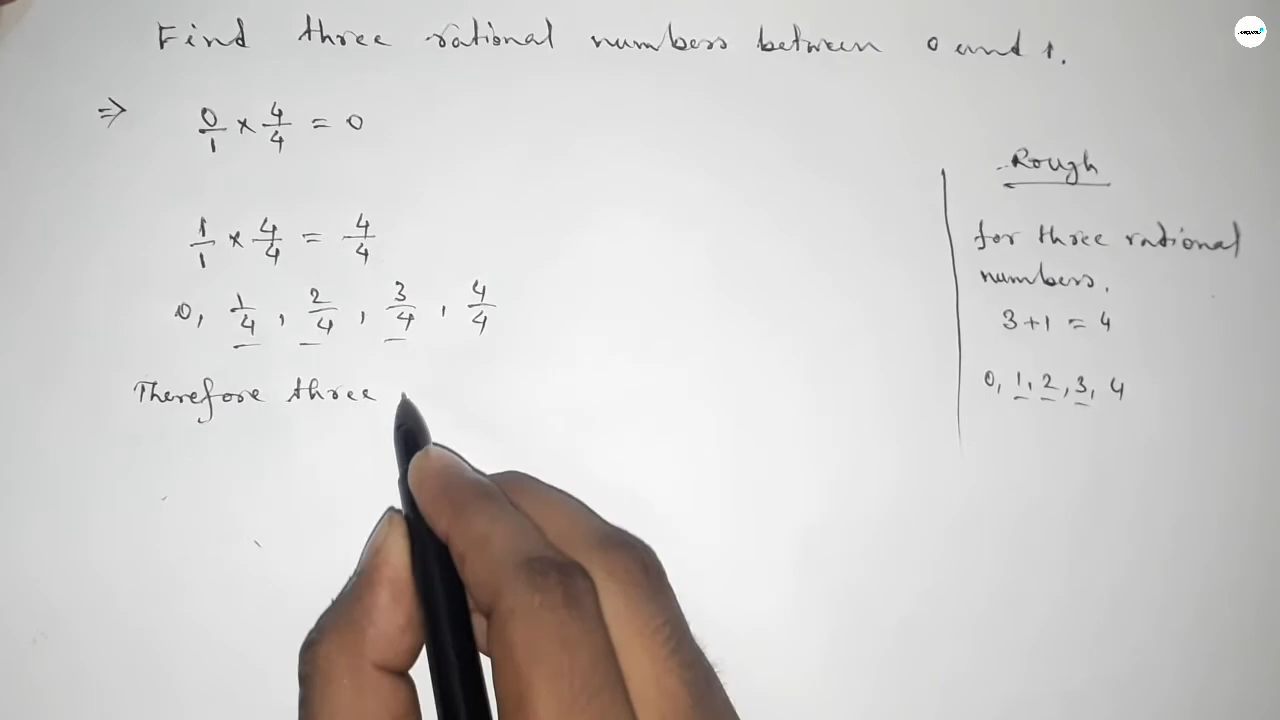 Find three rational numbers between 0 and 1.
⇒ 0/1 × 4/4 = 0
1/1 × 4/4 = 4/4
0, 1/4, 2/4, 3/4, 4/4
Therefore three
Rough
for three rational
numbers,
3+1 = 4
0, 1, 2, 3, 4